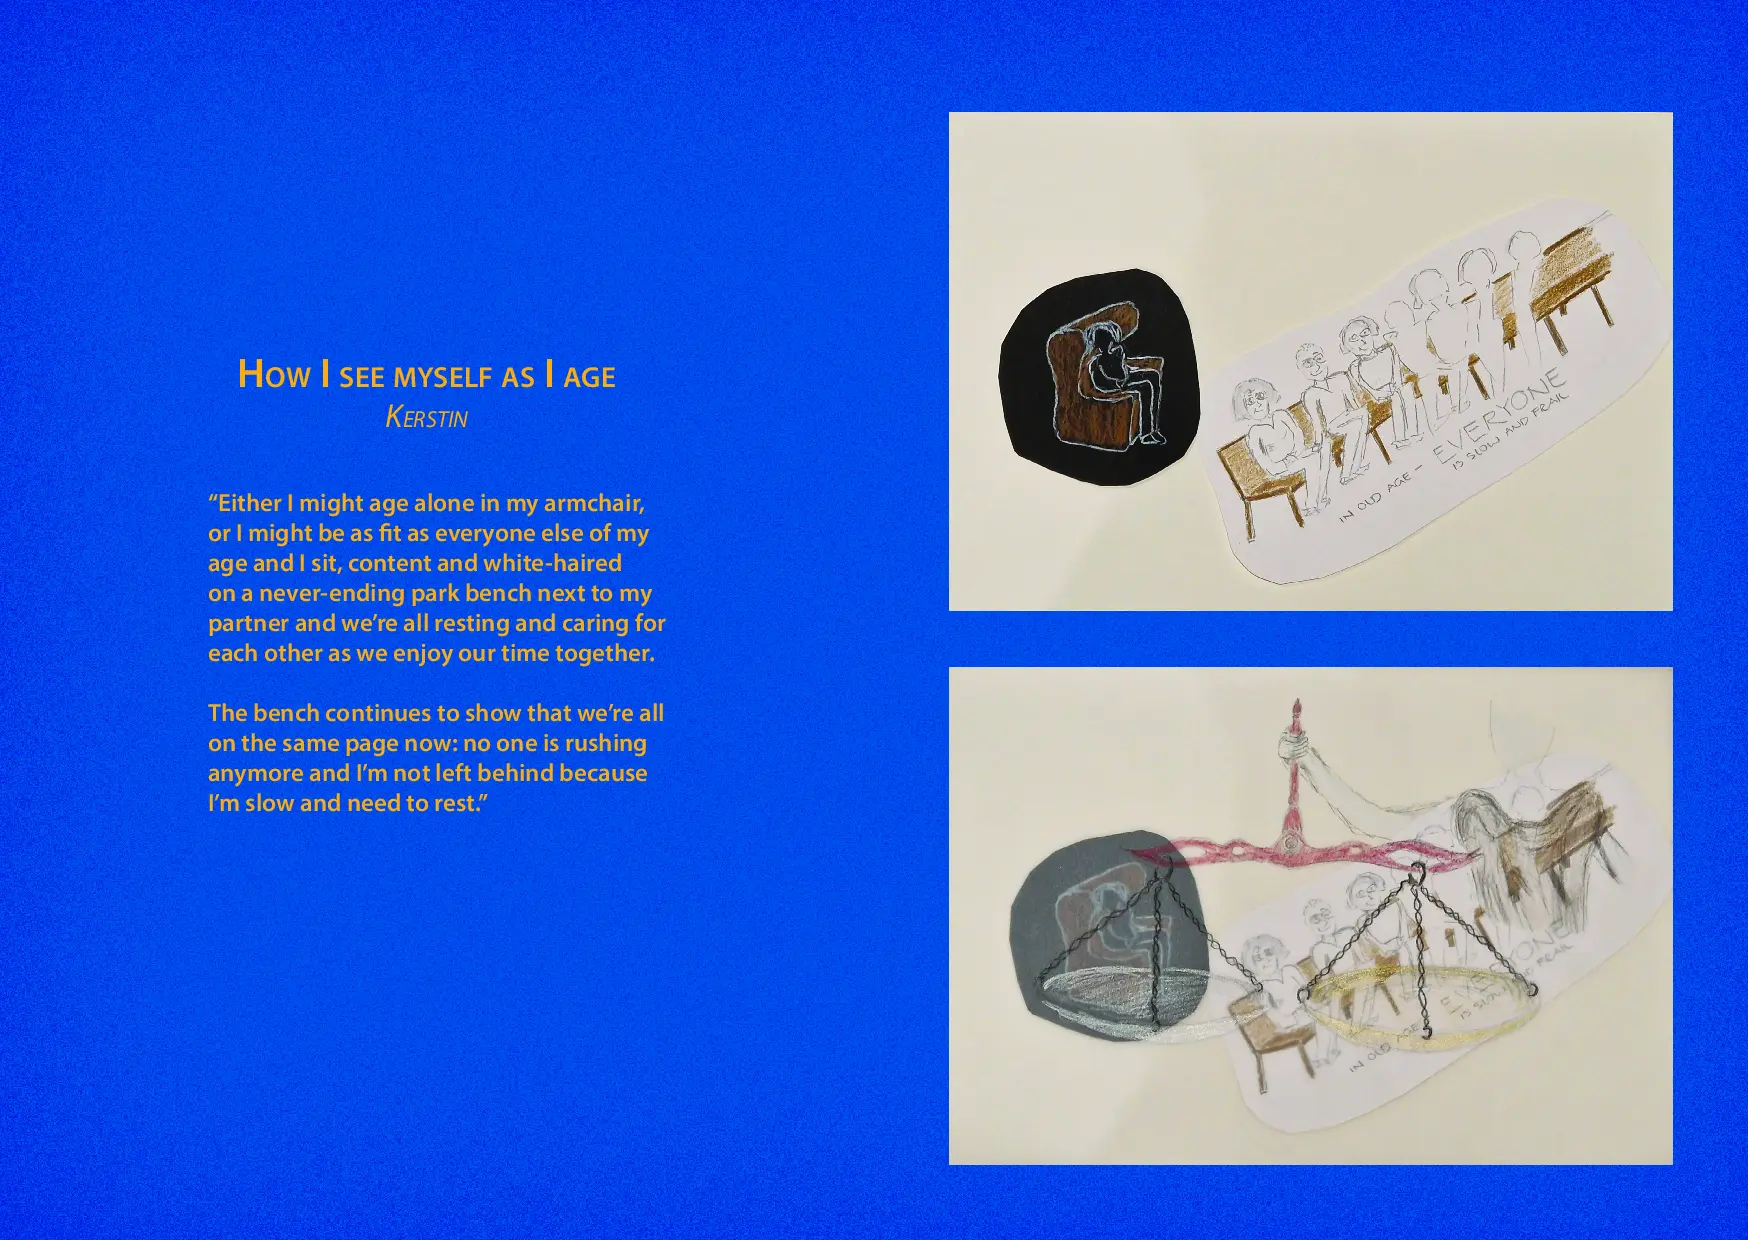 How I see myself as I age
Kerstin
“Either I might age alone in my armchair,
or I might be as fit as everyone else of my
age and I sit, content and white-haired
on a never-ending park bench next to my
partner and we’re all resting and caring for
each other as we enjoy our time together.
The bench continues to show that we’re all
on the same page now: no one is rushing
anymore and I’m not left behind because
I’m slow and need to rest.”
IN OLD AGE – EVERYONE
IS SLOW AND FRAIL
IN OLD AGE EVERYONE
IS SLOW AND FRAIL